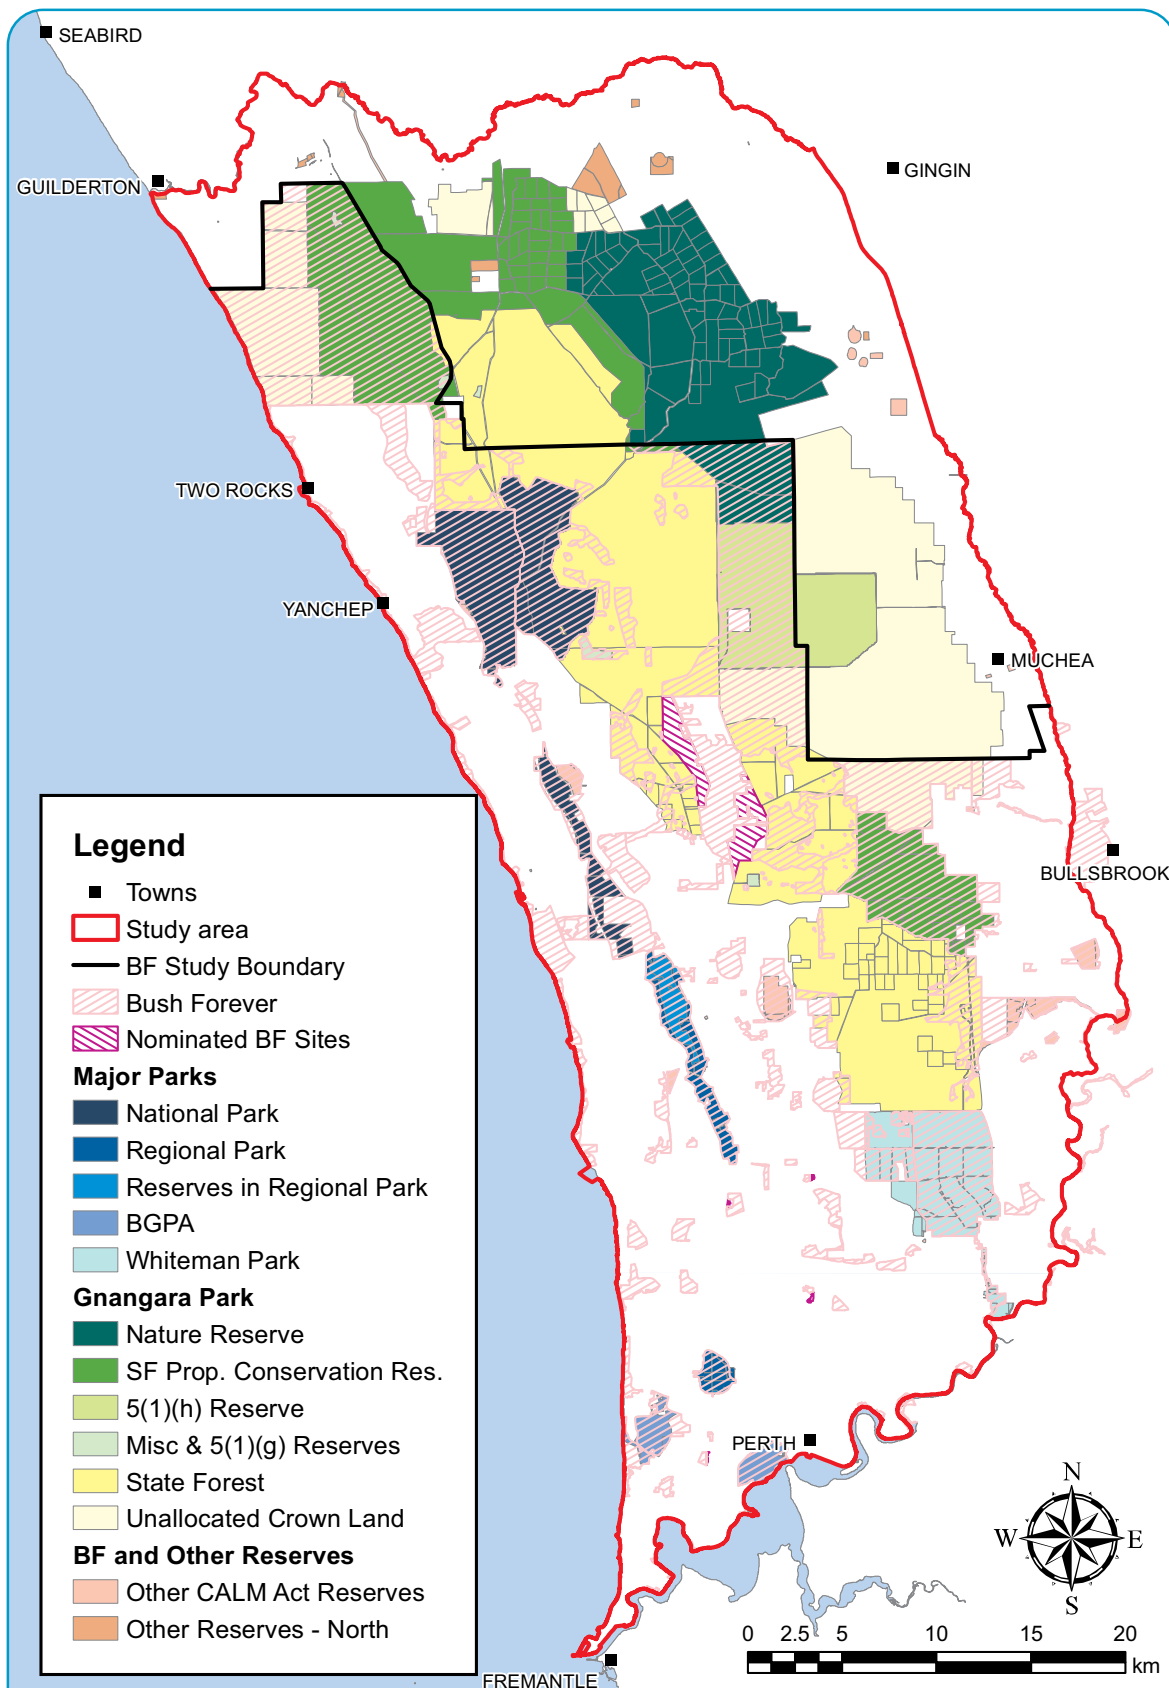 SEABIRD
GINGIN
GUILDERTON
TWO ROCKS
YANCHEP
MUCHEA
BULLSBROOK
Legend
Towns
Study area
BF Study Boundary
Bush Forever
Nominated BF Sites
Major Parks
National Park
Regional Park
Reserves in Regional Park
BGPA
Whiteman Park
Gnangara Park
Nature Reserve
SF Prop. Conservation Res.
5(1)(h) Reserve
Misc & 5(1)(g) Reserves
State Forest
Unallocated Crown Land
BF and Other Reserves
Other CALM Act Reserves
Other Reserves - North
PERTH
N
W E
S
0 2.5 5 10 15 20
km
FREMANTLE